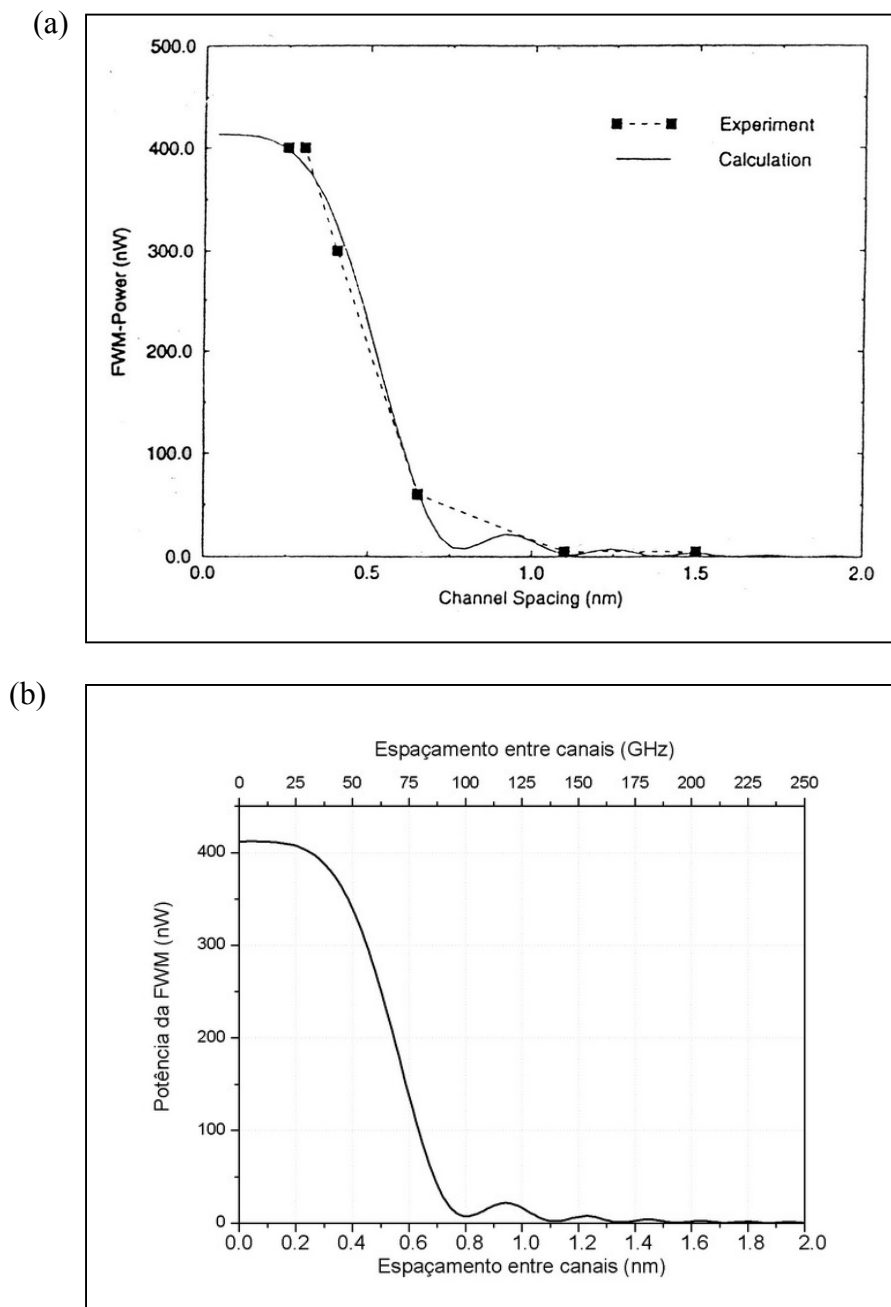 (a)
500.0
400.0
300.0
200.0
100.0
0.0
FWM-Power (nW)
Experiment
Calculation
0.0 0.5 1.0 1.5 2.0
Channel Spacing (nm)
(b)
Espaçamento entre canais (GHz)
0 25 50 75 100 125 150 175 200 225 250
400
300
200
100
0
Potência da FWM (nW)
0.0 0.2 0.4 0.6 0.8 1.0 1.2 1.4 1.6 1.8 2.0
Espaçamento entre canais (nm)